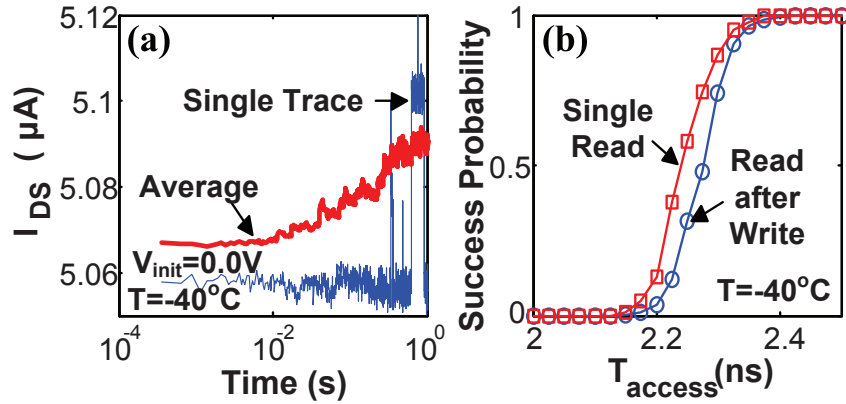 (a)
5.12
5.1
5.08
5.06
I_DS (µA)
Single Trace
Average
V_init=0.0V
T=-40°C
10^-4
10^-2
10^0
Time (s)
(b)
1
0.5
0
Success Probability
Single
Read
Read
after
Write
T=-40°C
2
2.2
2.4
T_access(ns)